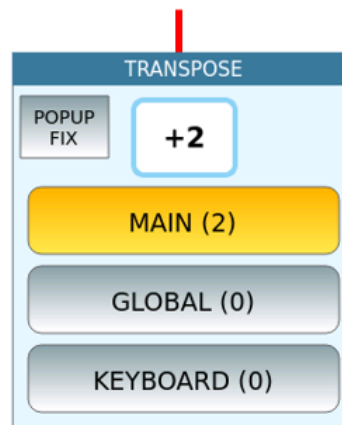 TRANSPOSE
POPUP
FIX
+2
MAIN (2)
GLOBAL (0)
KEYBOARD (0)